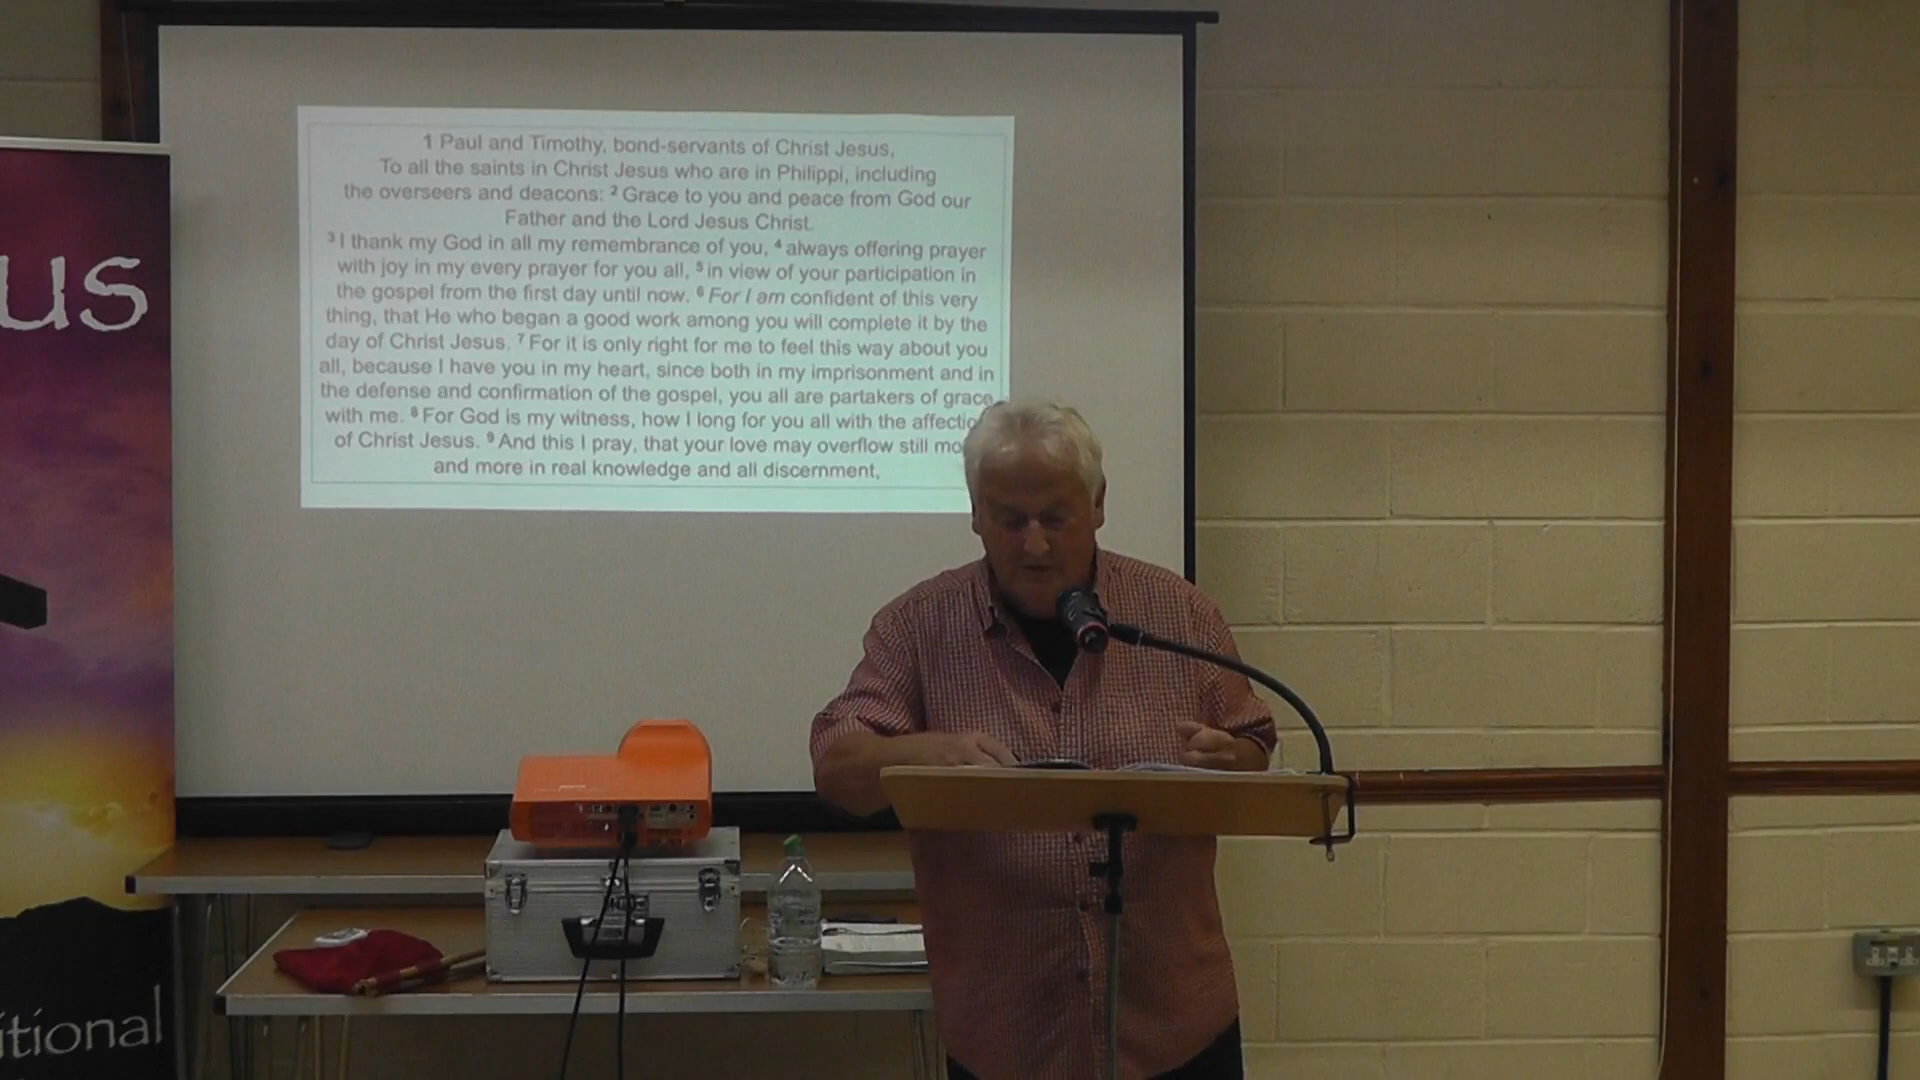 1 Paul and Timothy, bond-servants of Christ Jesus,
To all the saints in Christ Jesus who are in Philippi, including
the overseers and deacons: 2 Grace to you and peace from God our
Father and the Lord Jesus Christ.
3 I thank my God in all my remembrance of you, 4 always offering prayer
with joy in my every prayer for you all, 5 in view of your participation in
the gospel from the first day until now. 6 For I am confident of this very
thing, that He who began a good work among you will complete it by the
day of Christ Jesus. 7 For it is only right for me to feel this way about you
all, because I have you in my heart, since both in my imprisonment and in
the defense and confirmation of the gospel, you all are partakers of grace
with me. 8 For God is my witness, how I long for you all with the affectio
of Christ Jesus. 9 And this I pray, that your love may overflow still mo
and more in real knowledge and all discernment,
us
itional